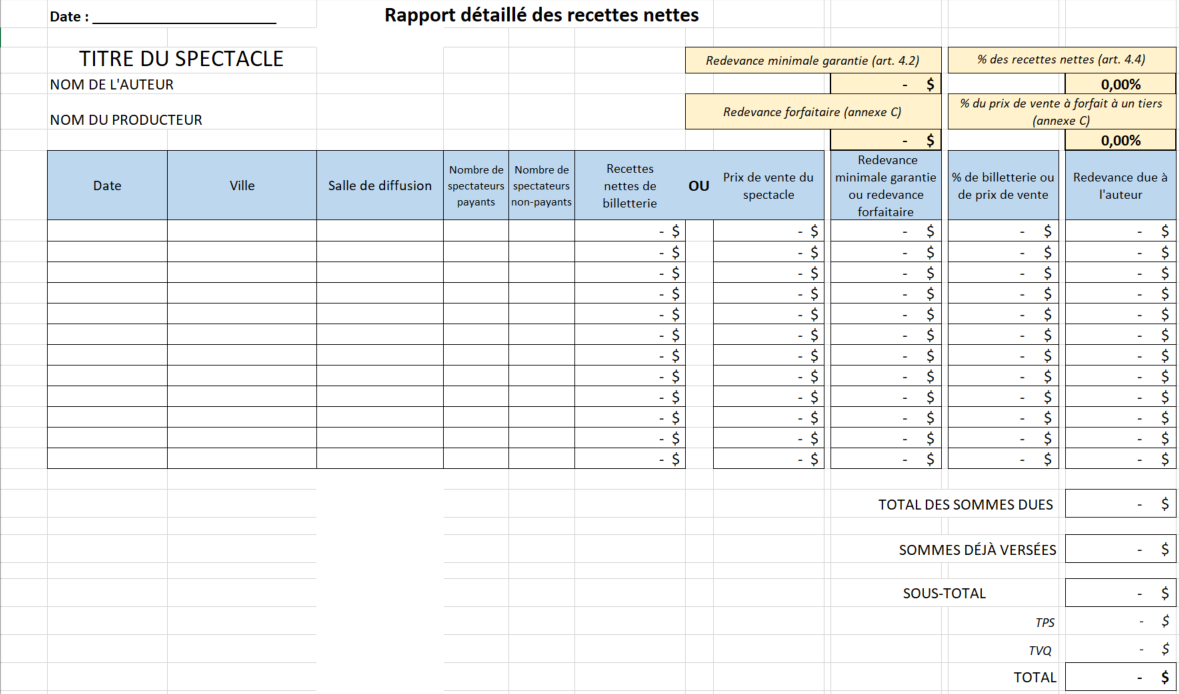 Date : ________________________ Rapport détaillé des recettes nettes
TITRE DU SPECTACLE
Redevance minimale garantie (art. 4.2) % des recettes nettes (art. 4.4)
NOM DE L'AUTEUR - $ 0,00%
Redevance forfaitaire (annexe C) % du prix de vente à forfait à un tiers
(annexe C)
NOM DU PRODUCTEUR
- $ 0,00%
Date
Ville
Salle de diffusion
Nombre de
spectateurs
payants
Nombre de
spectateurs
non-payants
Recettes
nettes de
billetterie
OU
Prix de vente du
spectacle
Redevance
minimale garantie
ou redevance
forfaitaire
% de billetterie ou
de prix de vente
Redevance due à
l'auteur
- $ - $ - $ - $ - $
- $ - $ - $ - $ - $
- $ - $ - $ - $ - $
- $ - $ - $ - $ - $
- $ - $ - $ - $ - $
- $ - $ - $ - $ - $
- $ - $ - $ - $ - $
- $ - $ - $ - $ - $
- $ - $ - $ - $ - $
- $ - $ - $ - $ - $
- $ - $ - $ - $ - $
- $ - $ - $ - $ - $
TOTAL DES SOMMES DUES - $
SOMMES DÉJÀ VERSÉES - $
SOUS-TOTAL - $
TPS - $
TVQ - $
TOTAL - $